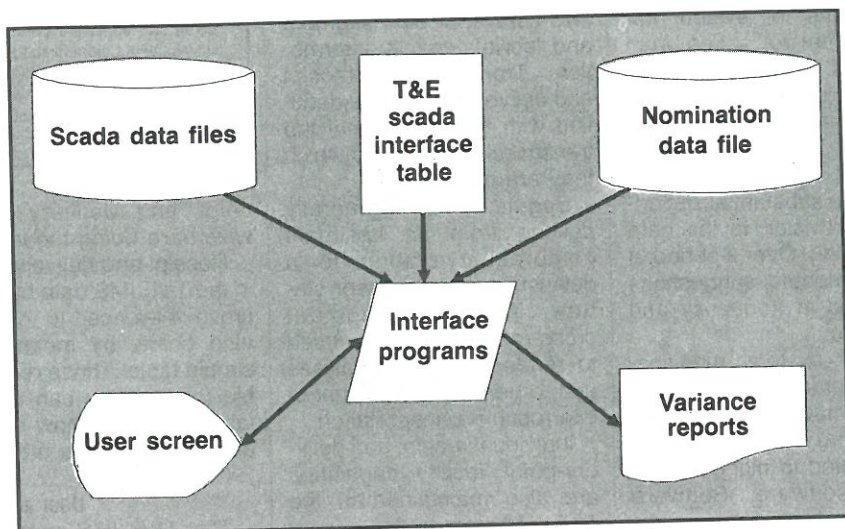 Scada data files
T&E
scada
interface
table
Nomination
data file
Interface
programs
User screen
Variance
reports